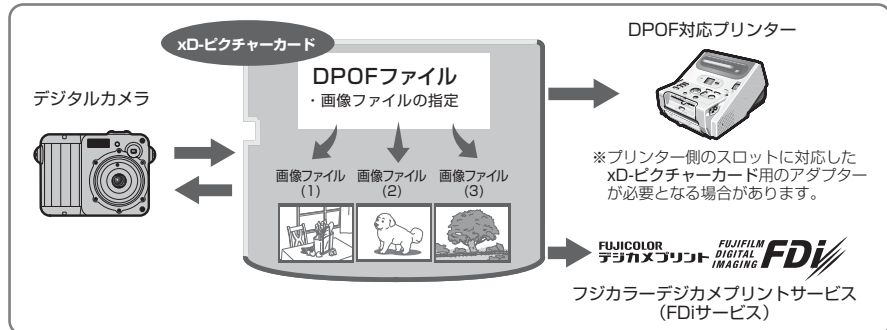 xD-ピクチャーカード
DPOFファイル
・画像ファイルの指定
デジタルカメラ
画像ファイル
(1)
画像ファイル
(2)
画像ファイル
(3)
DPOF対応プリンター
※プリンター側のスロットに対応した
xD-ピクチャーカード用のアダプター
が必要となる場合があります。
FUJICOLOR
デジカメプリント
FUJIFILM
DIGITAL
IMAGING
FDi
フジカラーデジカメプリントサービス
(FDiサービス)